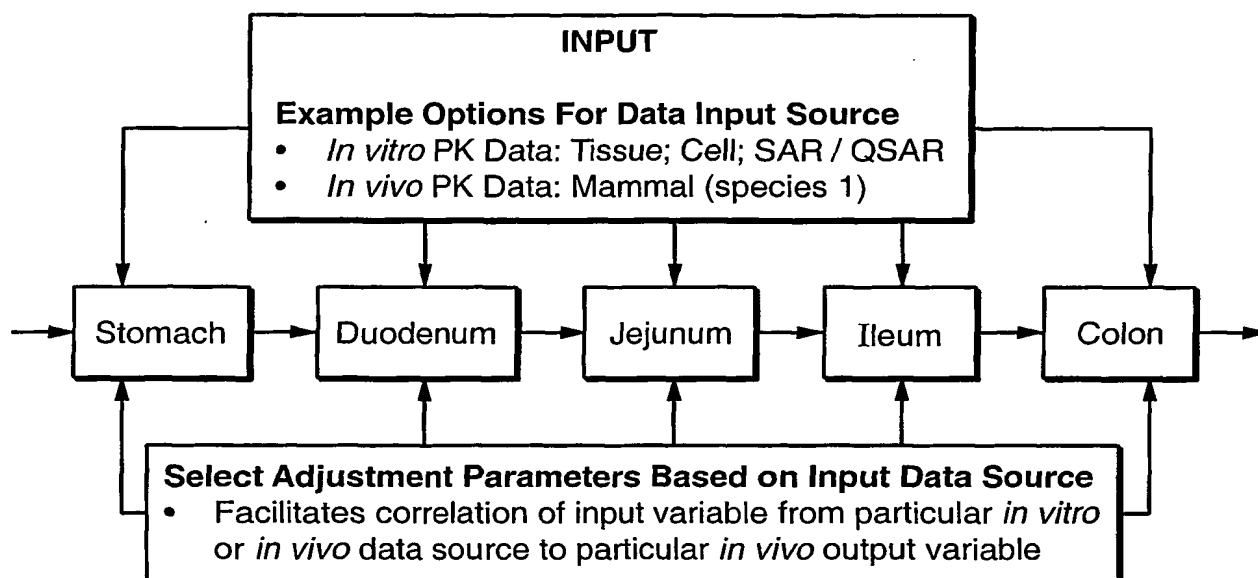 INPUT
Example Options For Data Input Source
• In vitro PK Data: Tissue; Cell; SAR / QSAR
• In vivo PK Data: Mammal (species 1)
Stomach
Duodenum
Jejunum
Ileum
Colon
Select Adjustment Parameters Based on Input Data Source
• Facilitates correlation of input variable from particular in vitro
or in vivo data source to particular in vivo output variable